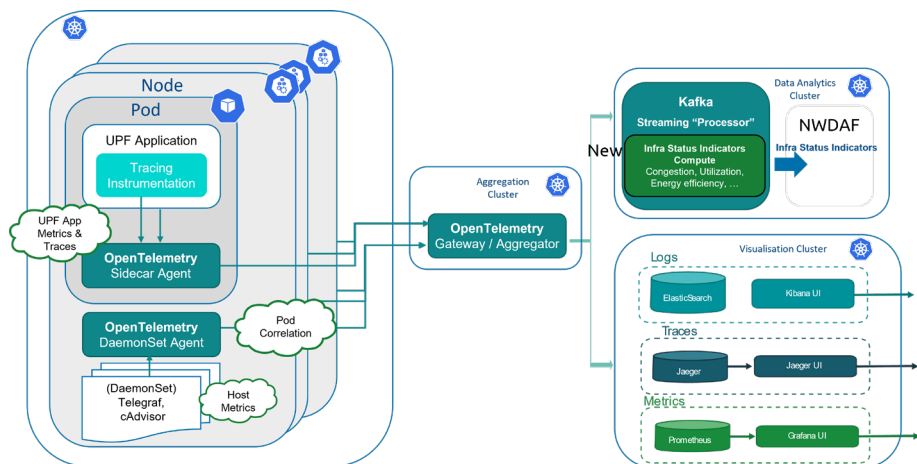 Node
Pod
UPF Application
Tracing
Instrumentation
UPF App
Metrics &
Traces
OpenTelemetry
Sidecar Agent
OpenTelemetry
DaemonSet Agent
Pod
Correlation
(DaemonSet)
Telegraf,
cAdvisor
Host
Metrics
Aggregation
Cluster
OpenTelemetry
Gateway / Aggregator
Data Analytics
Cluster
Kafka
Streaming “Processor”
New
Infra Status Indicators
Compute
Congestion, Utilization,
Energy efficiency, ...
NWDAF
Infra Status Indicators
Visualisation Cluster
Logs
ElasticSearch
Kibana UI
Traces
Jaeger
Jaeger UI
Metrics
Prometheus
Grafana UI